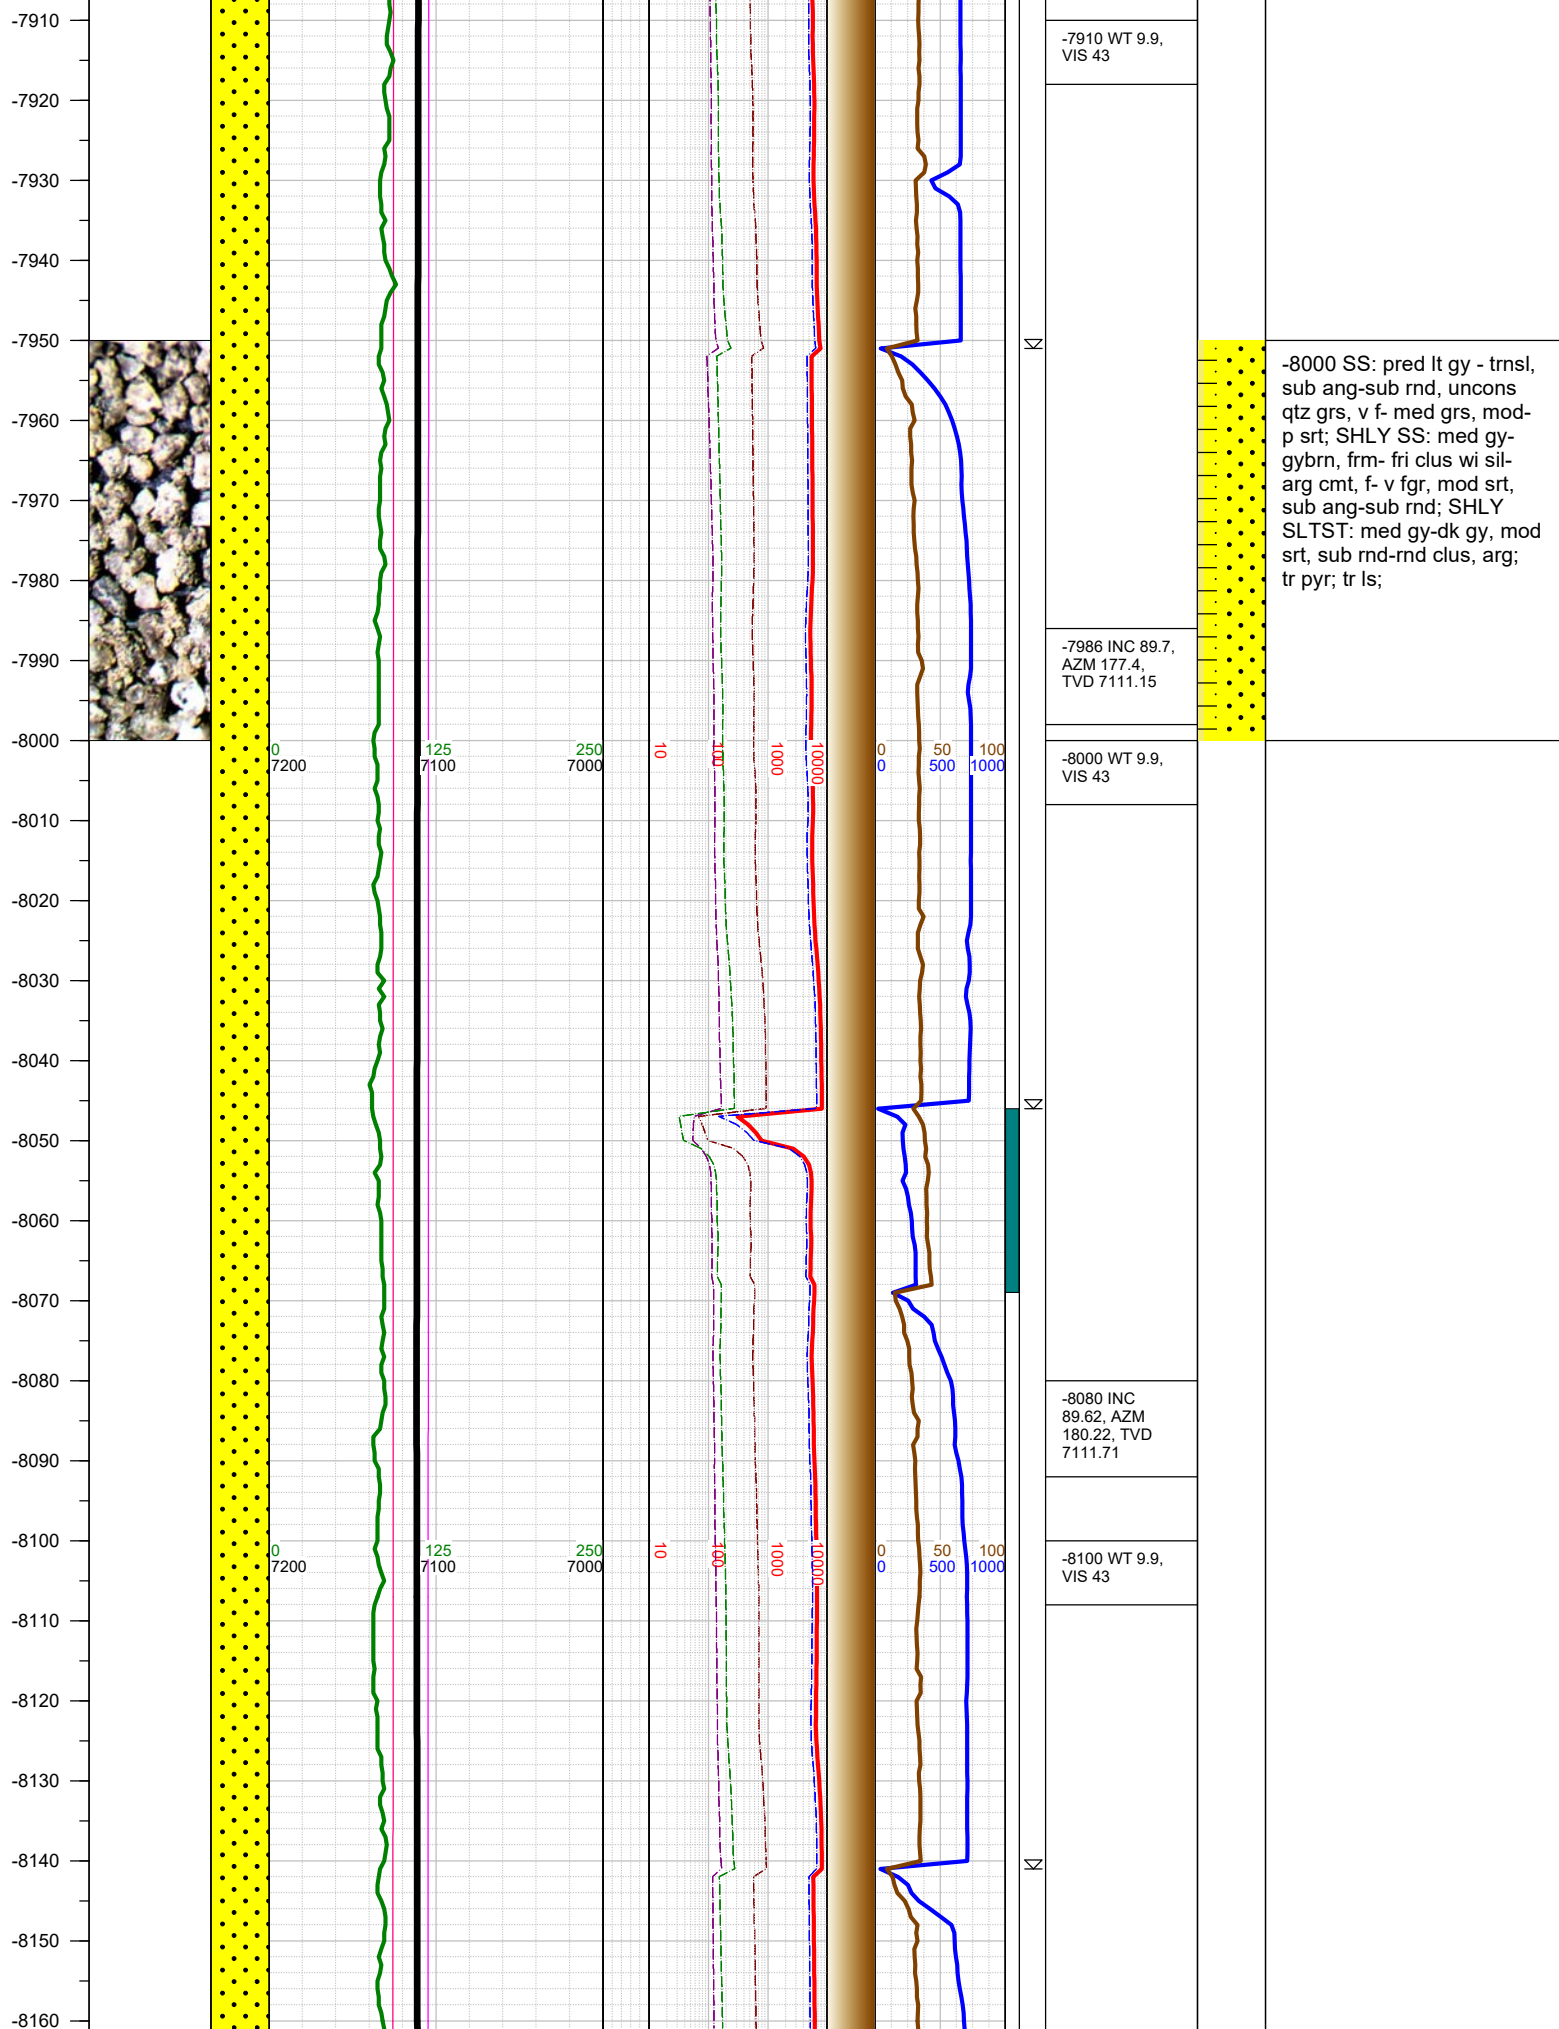 -7910
-7910 WT 9.9,
VIS 43
-7920
-7930
-7940
-7950
-8000 SS: pred lt gy - trnsl,
sub ang-sub rnd, uncons
qtz grs, v f- med grs, mod-
p srt; SHLY SS: med gy-
gybrn, frm- fri clus wi sil-
arg cmt, f- v fgr, mod srt,
sub ang-sub rnd; SHLY
SLTST: med gy-dk gy, mod
srt, sub rnd-rnd clus, arg;
tr pyr; tr ls;
-7960
-7970
-7980
-7990
-7986 INC 89.7,
AZM 177.4,
TVD 7111.15
-8000
0 125 250 10 100 1000 10000 0 50 100
7200 7100 7000 0 500 1000
-8000 WT 9.9,
VIS 43
-8010
-8020
-8030
-8040
-8050
-8060
-8070
-8080
-8080 INC
89.62, AZM
180.22, TVD
7111.71
-8090
-8100
0 125 250 10 100 1000 10000 0 50 100
7200 7100 7000 0 500 1000
-8100 WT 9.9,
VIS 43
-8110
-8120
-8130
-8140
-8150
-8160